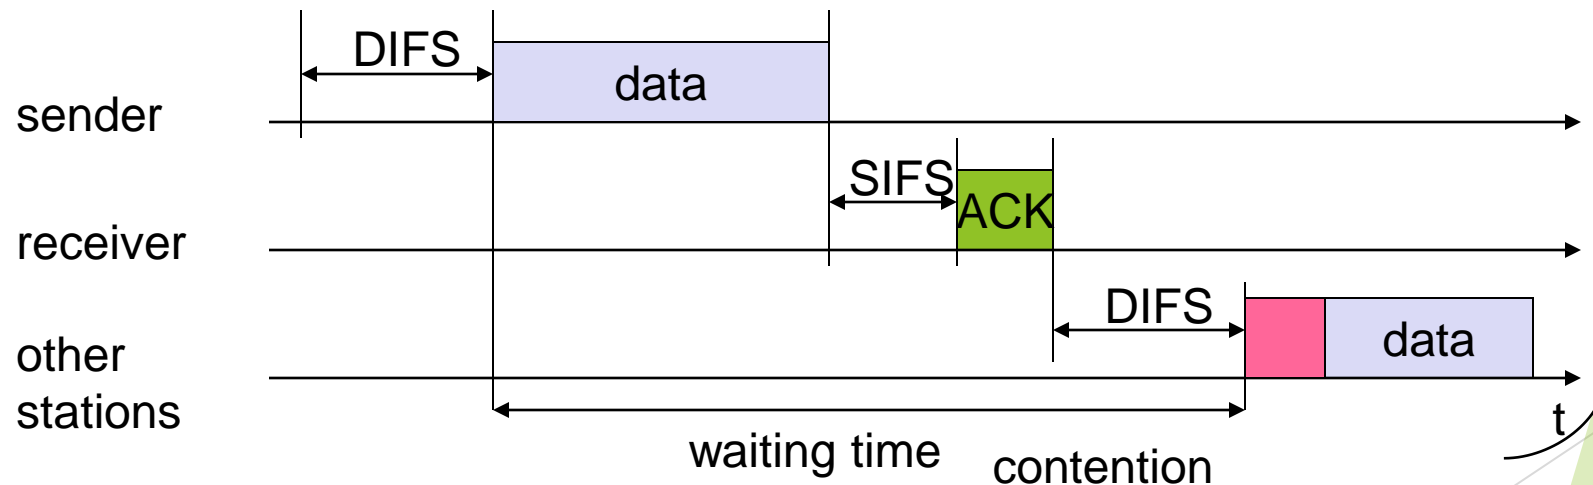 DIFS
data
sender
SIFS
ACK
receiver
DIFS
data
other
stations
t
waiting time
contention